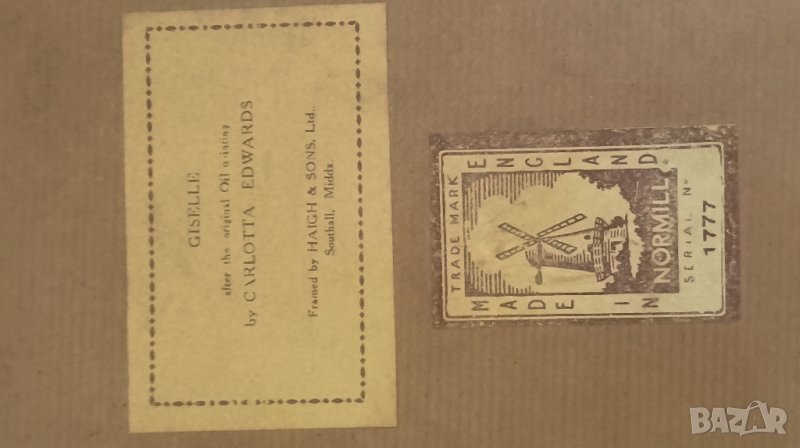 GISELLE
after the original Oil painting
by CARLOTTA EDWARDS
Framed by HAIGH & SONS, Ltd.
Southall, Middx.
TRADE MARK
MADE IN ENGLAND
NORMILL
SERIAL No
1777
BAZAR